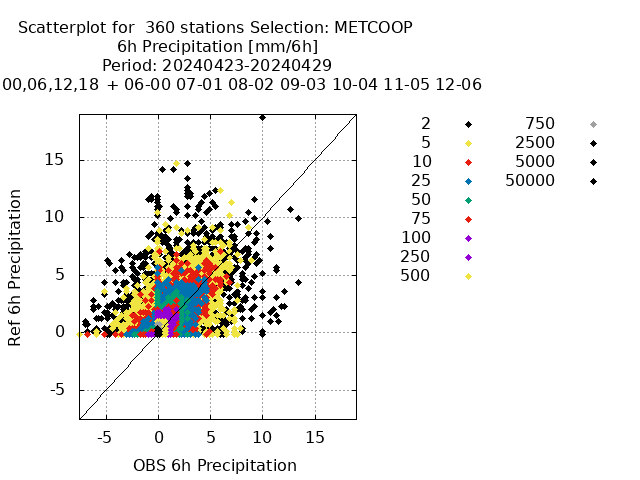 Scatterplot for 360 stations Selection: METCOOP
6h Precipitation [mm/6h]
Period: 20240423-20240429
00,06,12,18 + 06-00 07-01 08-02 09-03 10-04 11-05 12-06
2 750
5 2500
10 5000
25 50000
50
75
100
250
500
Ref 6h Precipitation
15
10
5
0
-5
-5 0 5 10 15
OBS 6h Precipitation